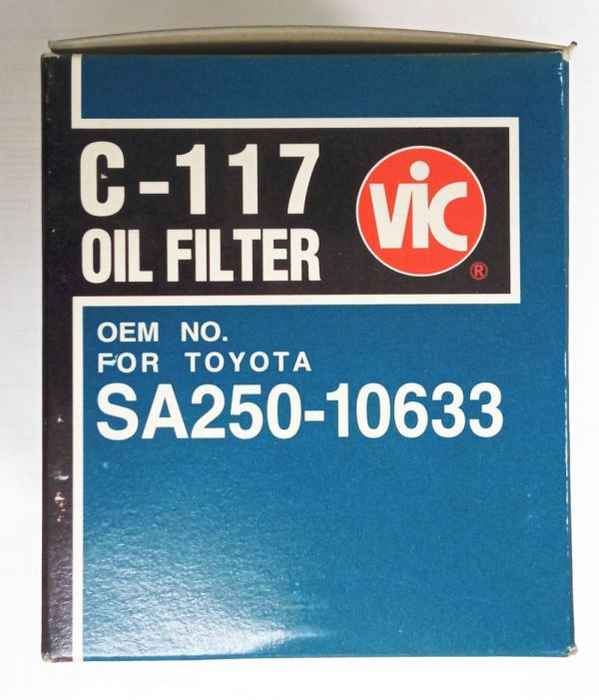 C-117
OIL FILTER
ViC
®
OEM NO.
FOR TOYOTA
SA250-10633